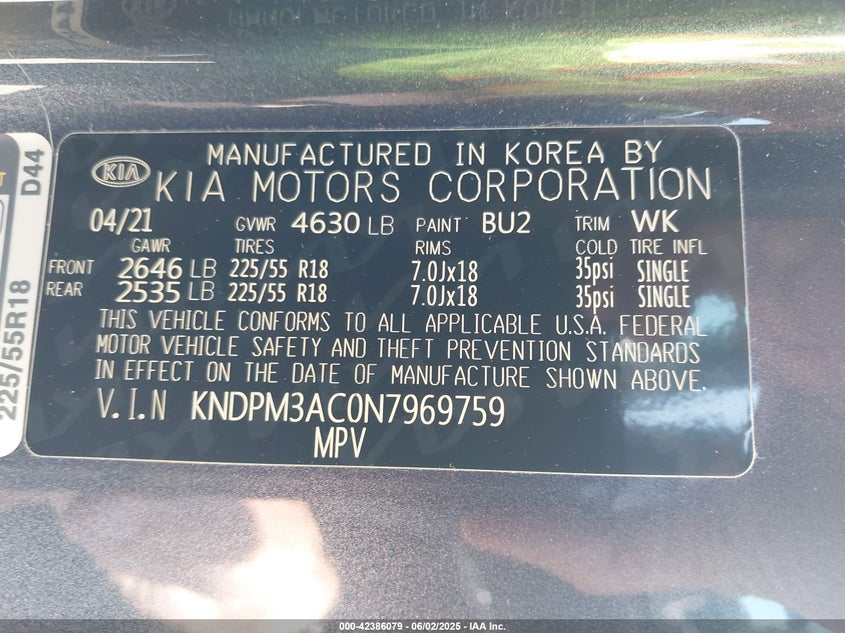 MANUFACTURED IN KOREA BY
KIA
KIA MOTORS CORPORATION
04/21 GVWR 4630 LB PAINT BU2 TRIM WK
GAWR TIRES RIMS COLD TIRE INFL
FRONT 2646 LB 225/55 R18 7.0Jx18 35psi SINGLE
REAR 2535 LB 225/55 R18 7.0Jx18 35psi SINGLE
THIS VEHICLE CONFORMS TO ALL APPLICABLE U.S.A. FEDERAL
MOTOR VEHICLE SAFETY AND THEFT PREVENTION STANDARDS
IN EFFECT ON THE DATE OF MANUFACTURE SHOWN ABOVE.
V.I.N KNDPM3AC0N7969759
MPV
D44
225/55R18
000-42386079 - 06/02/2025 - IAA Inc.